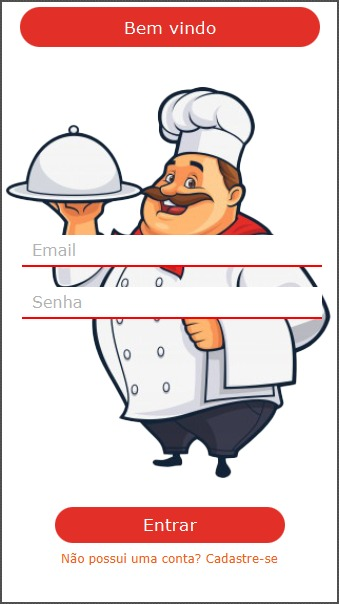 Bem vindo
Email
Senha
Entrar
Não possui uma conta? Cadastre-se